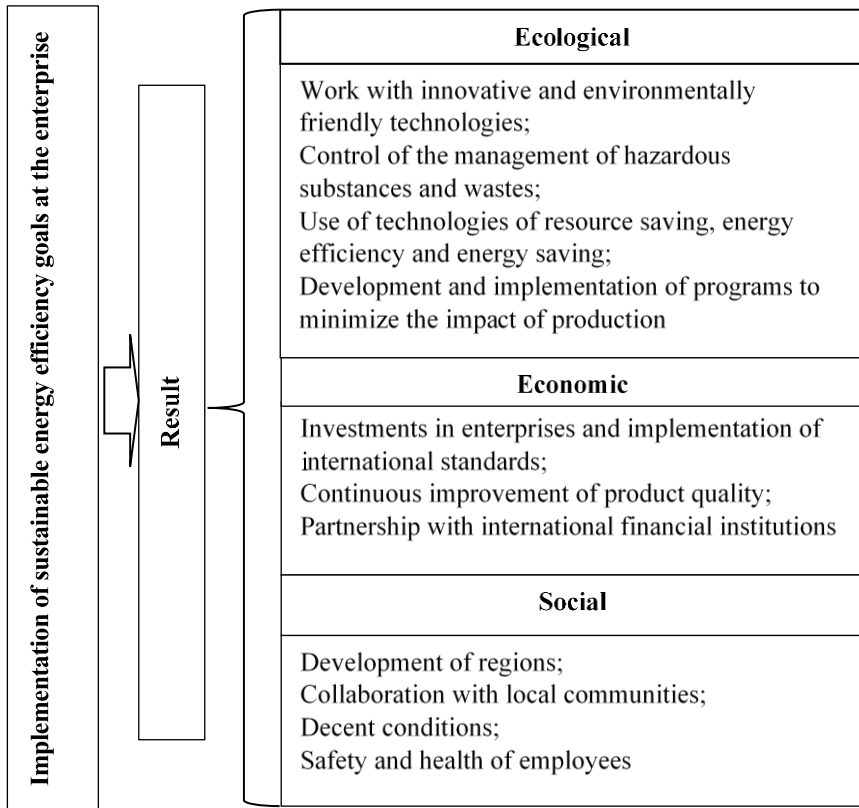 Implementation of sustainable energy efficiency goals at the enterprise
Result
Ecological
Work with innovative and environmentally
friendly technologies;
Control of the management of hazardous
substances and wastes;
Use of technologies of resource saving, energy
efficiency and energy saving;
Development and implementation of programs to
minimize the impact of production
Economic
Investments in enterprises and implementation of
international standards;
Continuous improvement of product quality;
Partnership with international financial institutions
Social
Development of regions;
Collaboration with local communities;
Decent conditions;
Safety and health of employees